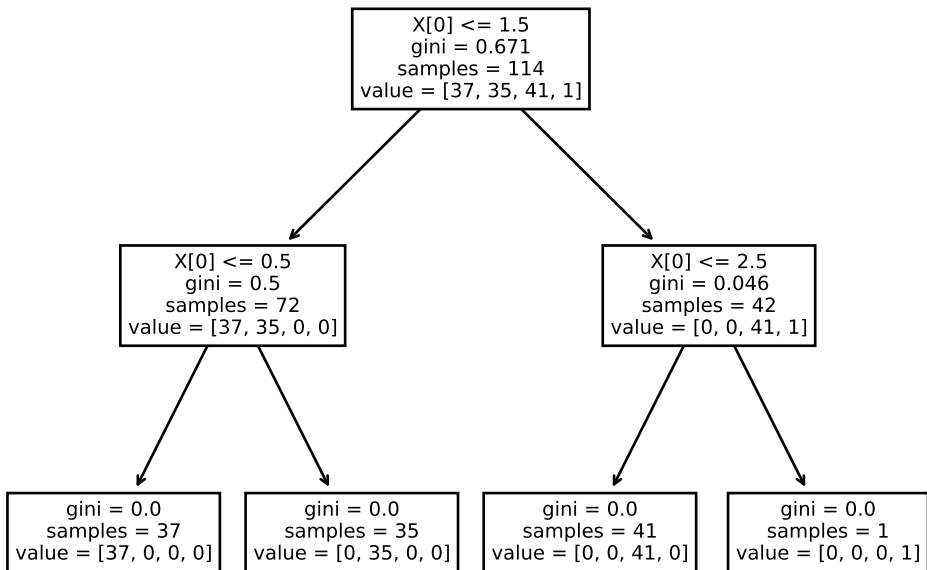 X[0] <= 1.5
gini = 0.671
samples = 114
value = [37, 35, 41, 1]
X[0] <= 0.5
gini = 0.5
samples = 72
value = [37, 35, 0, 0]
X[0] <= 2.5
gini = 0.046
samples = 42
value = [0, 0, 41, 1]
gini = 0.0
samples = 37
value = [37, 0, 0, 0]
gini = 0.0
samples = 35
value = [0, 35, 0, 0]
gini = 0.0
samples = 41
value = [0, 0, 41, 0]
gini = 0.0
samples = 1
value = [0, 0, 0, 1]